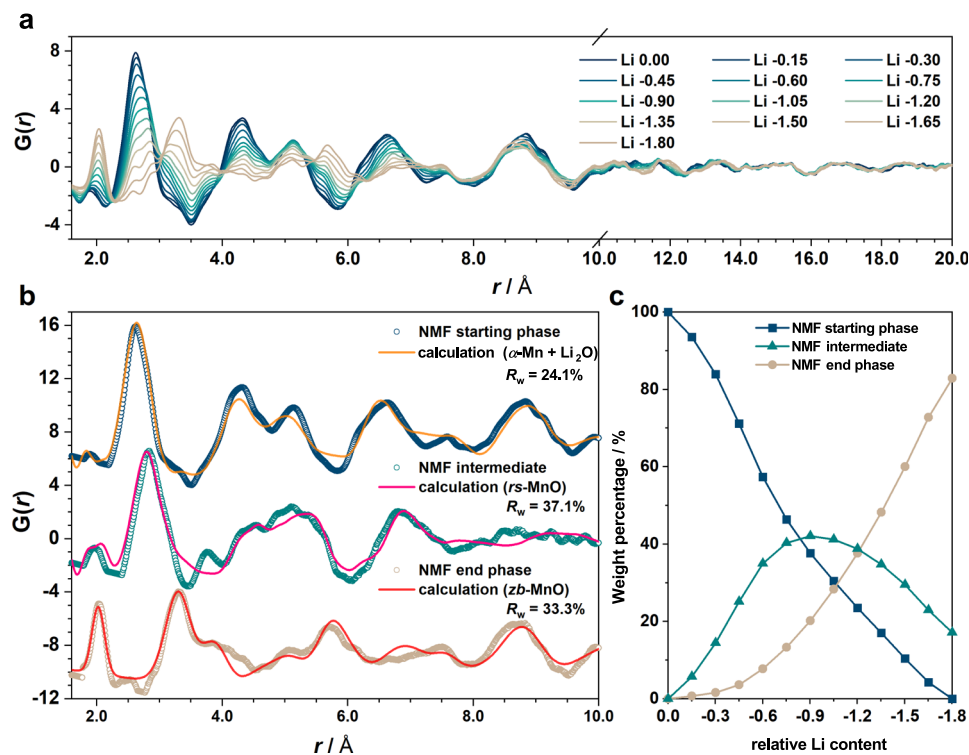 a
G(r)
8
4
0
-4
Li 0.00 Li -0.15 Li -0.30
Li -0.45 Li -0.60 Li -0.75
Li -0.90 Li -1.05 Li -1.20
Li -1.35 Li -1.50 Li -1.65
Li -1.80
2.0 4.0 6.0 8.0 10.0 12.0 14.0 16.0 18.0 20.0
r / Å
b
G(r)
16
12
8
4
0
-4
-8
-12
NMF starting phase
calculation (α-Mn + Li₂O)
Rw = 24.1%
NMF intermediate
calculation (rs-MnO)
Rw = 37.1%
NMF end phase
calculation (zb-MnO)
Rw = 33.3%
2.0 4.0 6.0 8.0 10.0
r / Å
c
Weight percentage / %
100
80
60
40
20
0
NMF starting phase
NMF intermediate
NMF end phase
0.0 -0.3 -0.6 -0.9 -1.2 -1.5 -1.8
relative Li content